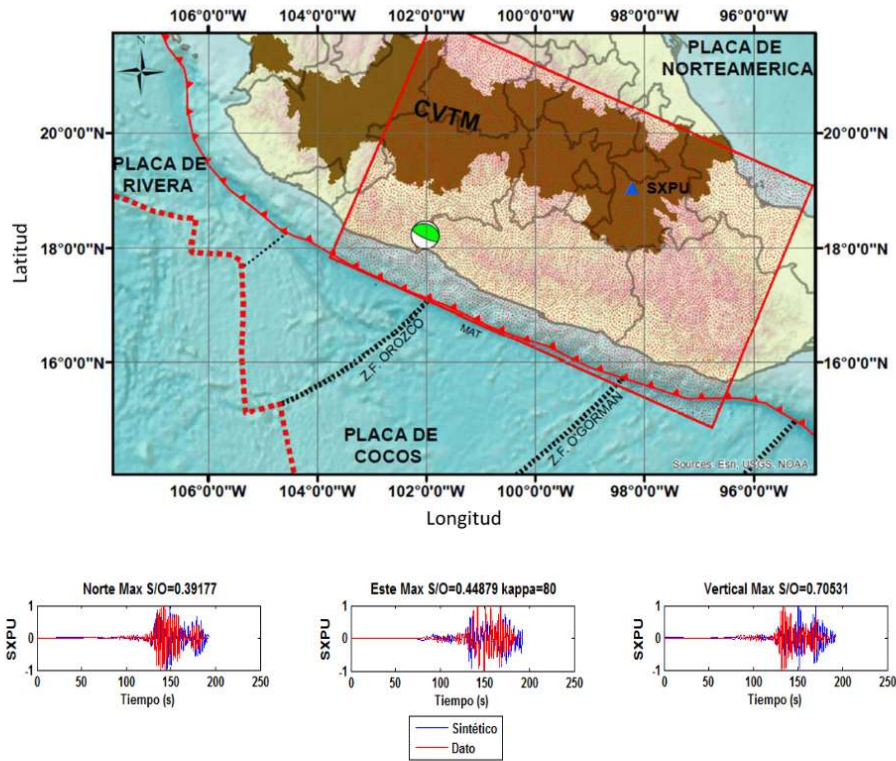 106°0'0"W 104°0'0"W 102°0'0"W 100°0'0"W 98°0'0"W 96°0'0"W
N
PLACA DE
NORTEAMERICA
20°0'0"N
20°0'0"N
CVTM
PLACA DE
RIVERA
SXPU
Latitud
18°0'0"N
18°0'0"N
MAT
Z.F. OROZCO
16°0'0"N
16°0'0"N
Z.F. O'GORMAN
PLACA DE
COCOS
Sources: Esri, USGS, NOAA
106°0'0"W 104°0'0"W 102°0'0"W 100°0'0"W 98°0'0"W 96°0'0"W
Longitud
Norte Max S/O=0.39177
SXPU
1
0
-1
0 50 100 150 200 250
Tiempo (s)
Este Max S/O=0.44879 kappa=80
SXPU
1
0
-1
0 50 100 150 200 250
Tiempo (s)
Vertical Max S/O=0.70531
SXPU
1
0
-1
0 50 100 150 200 250
Tiempo (s)
Sintético
Dato